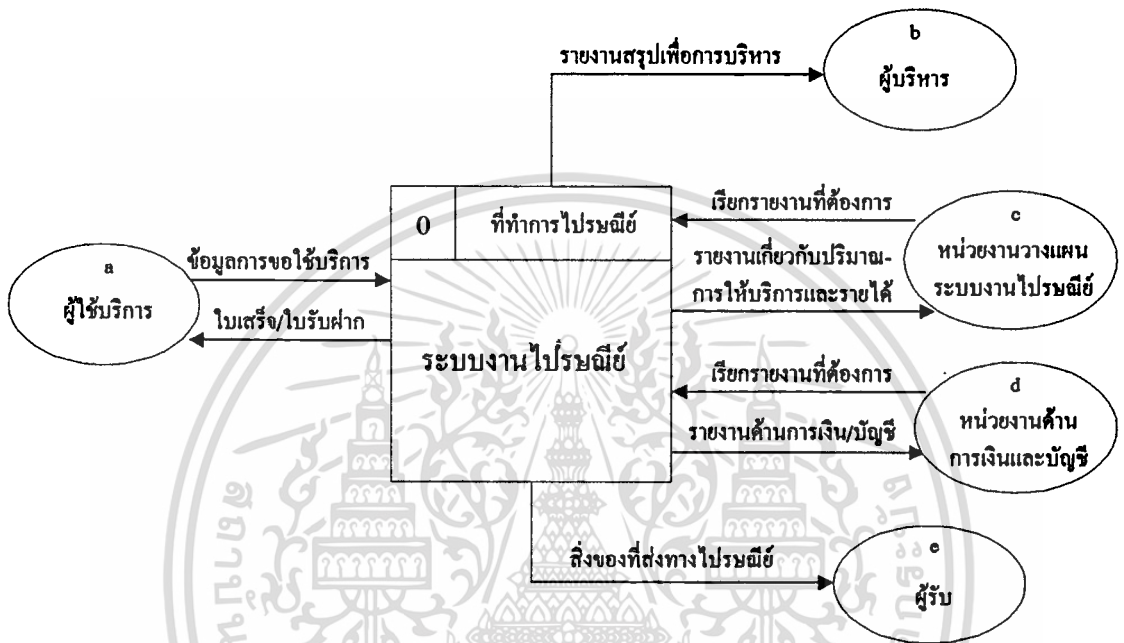 b
รายงานสรุปเพื่อการบริหาร
ผู้บริหาร
0
ที่ทำการไปรษณีย์
เรียกรายงานที่ต้องการ
c
หน่วยงานวางแผน
ระบบงานไปรษณีย์
รายงานเกี่ยวกับปริมาณ-
การให้บริการและรายได้
a
ผู้ใช้บริการ
ข้อมูลการขอใช้บริการ
ใบเสร็จ/ใบรับฝาก
ระบบงานไปรษณีย์
เรียกรายงานที่ต้องการ
d
หน่วยงานด้าน
การเงินและบัญชี
รายงานด้านการเงิน/บัญชี
สิ่งของที่ส่งทางไปรษณีย์
e
ผู้รับ